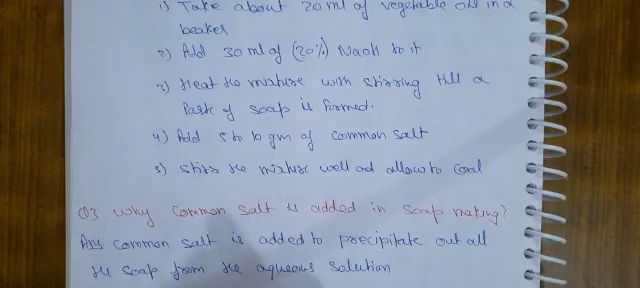 1) Take about 20 ml of vegetable oil in a
beaker
2) Add 30 ml of (20%) NaOH to it
3) Heat the mixture with stirring till a
Paste of soap is formed.
4) Add 5 to 10 gm of common salt
5) stirr the mixture well ad allow to cool
Q3 why common salt is added in soap making?
Ans common salt is added to precipitate out all
the soap from the aqueous solution